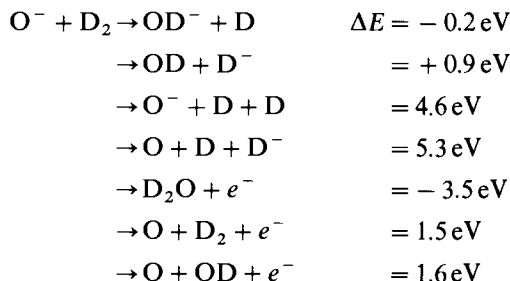 O⁻ + D₂ → OD⁻ + D ΔE = − 0.2 eV
→ OD + D⁻ = + 0.9 eV
→ O⁻ + D + D = 4.6 eV
→ O + D + D⁻ = 5.3 eV
→ D₂O + e⁻ = − 3.5 eV
→ O + D₂ + e⁻ = 1.5 eV
→ O + OD + e⁻ = 1.6 eV